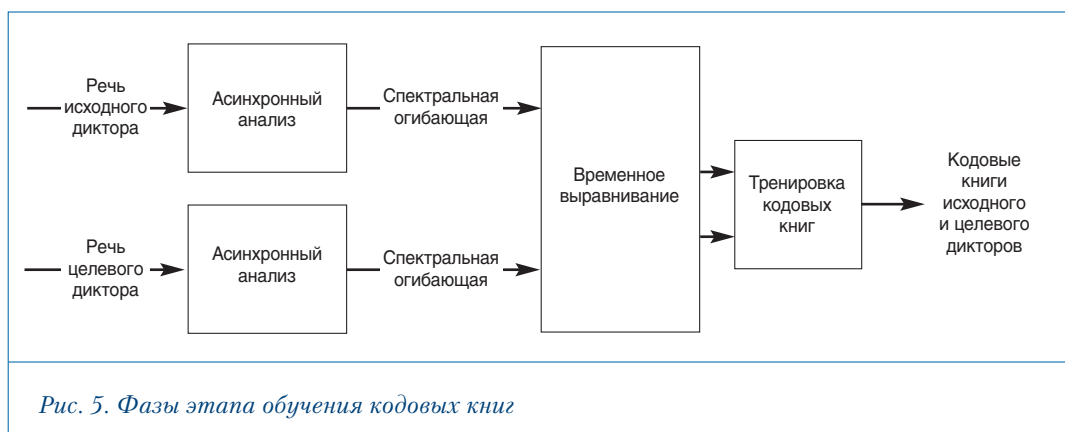 Речь
исходного
диктора
Асинхронный
анализ
Спектральная
огибающая
Речь
целевого
диктора
Асинхронный
анализ
Спектральная
огибающая
Временное
выравнивание
Тренировка
кодовых
книг
Кодовые
книги
исходного
и целевого
дикторов
Рис. 5. Фазы этапа обучения кодовых книг